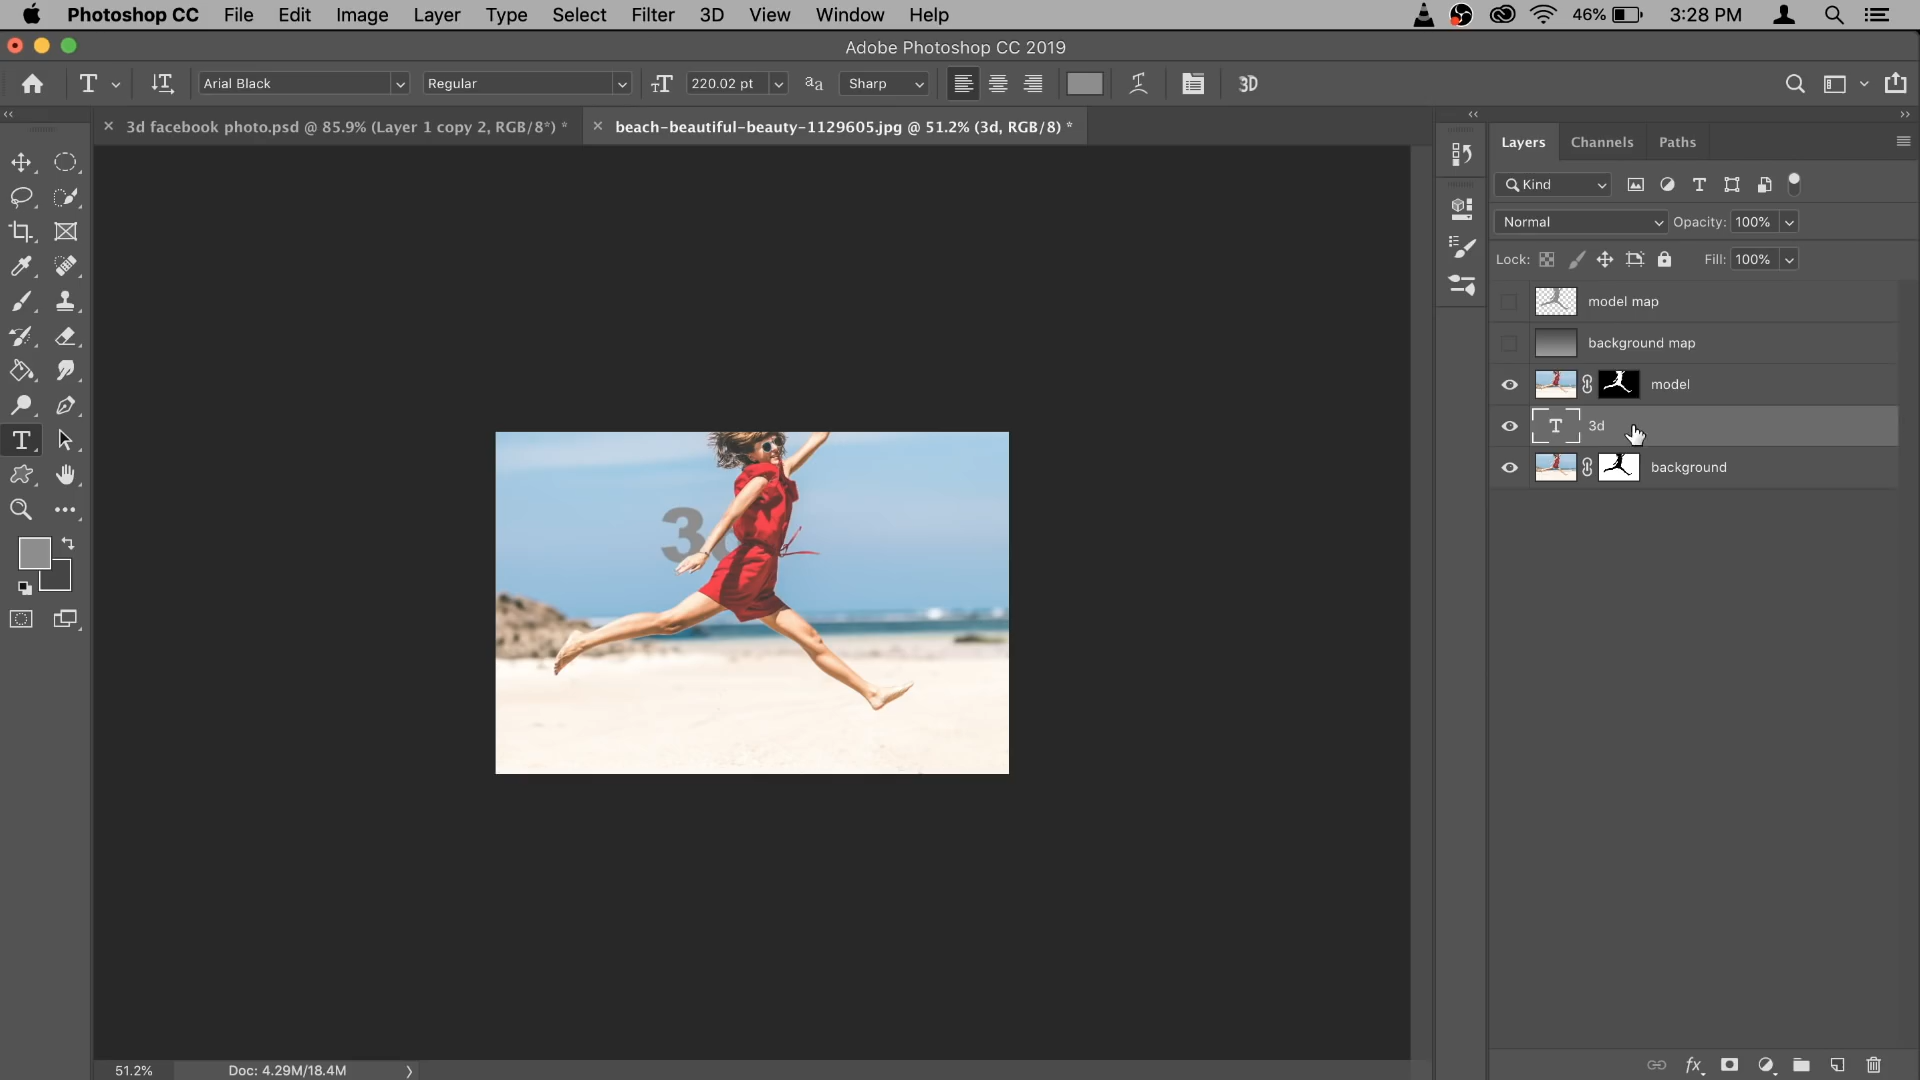 Photoshop CC File Edit Image Layer Type Select Filter 3D View Window Help 46% 3:28 PM
Adobe Photoshop CC 2019
T Arial Black Regular 220.02 pt aa Sharp 3D
3d facebook photo.psd @ 85.9% (Layer 1 copy 2, RGB/8*) * beach-beautiful-beauty-1129605.jpg @ 51.2% (3d, RGB/8) *
Layers Channels Paths
Kind
Normal Opacity: 100%
Lock: Fill: 100%
model map
background map
model
T 3d
background
3d
51.2% Doc: 4.29M/18.4M
fx